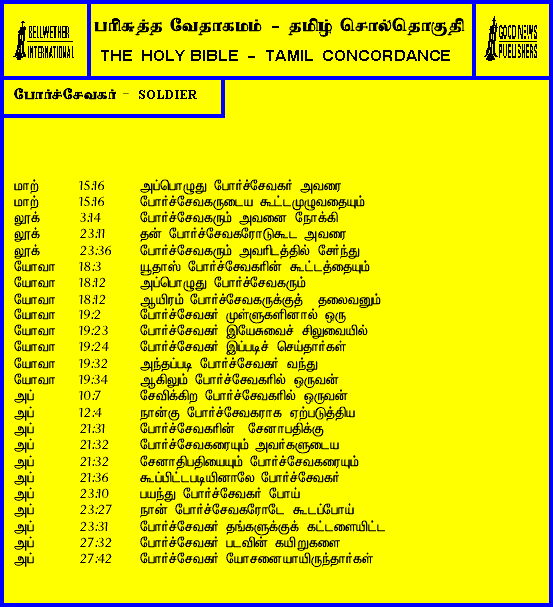 BELLWETHER INTERNATIONAL
பரிசுத்த வேதாகமம் - தமிழ் சொல்தொகுதி
THE HOLY BIBLE - TAMIL CONCORDANCE
GOOD NEWS PUBLISHERS
போர்ச்சேவகர் - SOLDIER
மாற் 15:16 அப்பொழுது போர்ச்சேவகர் அவரை
மாற் 15:16 போர்ச்சேவகருடைய கூட்டமுழுவதையும்
லூக் 3:14 போர்ச்சேவகரும் அவனை நோக்கி
லூக் 23:11 தன் போர்ச்சேவகரோடுகூட அவரை
லூக் 23:36 போர்ச்சேவகரும் அவரிடத்தில் சேர்ந்து
யோவா 18:3 யூதாஸ் போர்ச்சேவகரின் கூட்டத்தையும்
யோவா 18:12 அப்பொழுது போர்ச்சேவகரும்
யோவா 18:12 ஆயிரம் போர்ச்சேவகருக்குத் தலைவனும்
யோவா 19:2 போர்ச்சேவகர் முள்ளுகளினால் ஒரு
யோவா 19:23 போர்ச்சேவகர் இயேசுவைச் சிலுவையில்
யோவா 19:24 போர்ச்சேவகர் இப்படிச் செய்தார்கள்
யோவா 19:32 அந்தப்படி போர்ச்சேவகர் வந்து
யோவா 19:34 ஆகிலும் போர்ச்சேவகரில் ஒருவன்
அப் 10:7 சேவிக்கிற போர்ச்சேவகரில் ஒருவன்
அப் 12:4 நான்கு போர்ச்சேவகராக ஏற்படுத்திய
அப் 21:31 போர்ச்சேவகரின் சேனாபதிக்கு
அப் 21:32 போர்ச்சேவகரையும் அவர்களுடைய
அப் 21:32 சேனாதிபதியையும் போர்ச்சேவகரையும்
அப் 21:36 கூப்பிட்டபடியினாலே போர்ச்சேவகர்
அப் 23:10 பயந்து போர்ச்சேவகர் போய்
அப் 23:27 நான் போர்ச்சேவகரோடே கூடப்போய்
அப் 23:31 போர்ச்சேவகர் தங்களுக்குக் கட்டளையிட்ட
அப் 27:32 போர்ச்சேவகர் படவின் கயிறுகளை
அப் 27:42 போர்ச்சேவகர் யோசனையாயிருந்தார்கள்